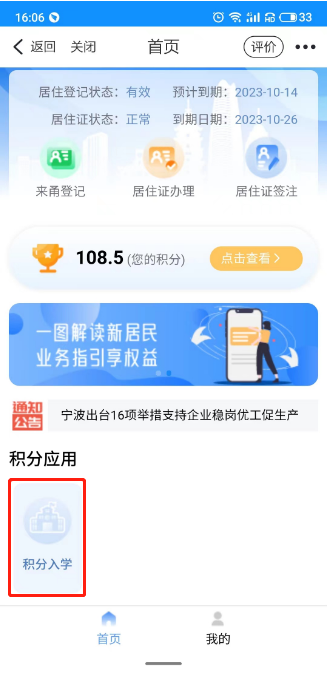 16:06 33
返回 关闭 首页 评价
居住登记状态：有效 预计到期：2023-10-14
居住证状态：正常 到期日期：2023-10-26
来甬登记 居住证办理 居住证签注
108.5 (您的积分) 点击查看
一图解读新居民
业务指引享权益
通知
公告
宁波出台16项举措支持企业稳岗优工促生产
积分应用
积分入学
首页 我的